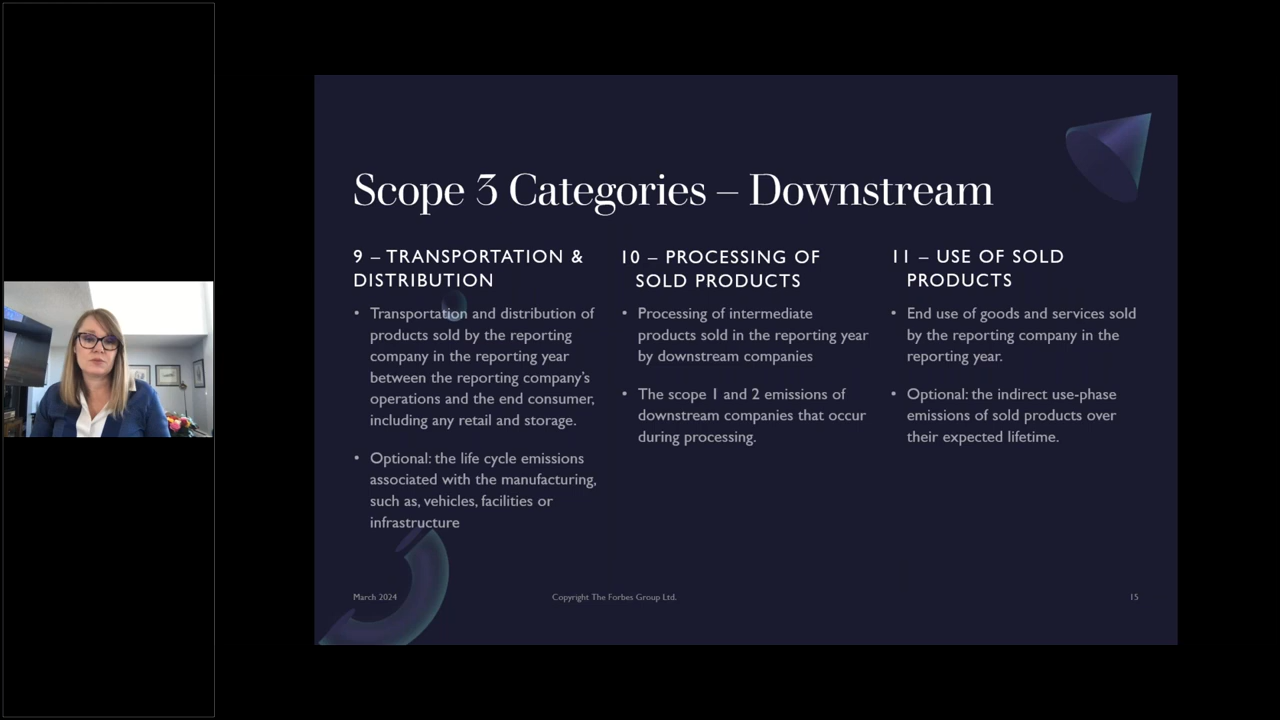 Scope 3 Categories – Downstream
9 – TRANSPORTATION &
DISTRIBUTION
• Transportation and distribution of
products sold by the reporting
company in the reporting year
between the reporting company's
operations and the end consumer,
including any retail and storage.
• Optional: the life cycle emissions
associated with the manufacturing,
such as, vehicles, facilities or
infrastructure
10 – PROCESSING OF
SOLD PRODUCTS
• Processing of intermediate
products sold in the reporting year
by downstream companies
• The scope 1 and 2 emissions of
downstream companies that occur
during processing.
11 – USE OF SOLD
PRODUCTS
• End use of goods and services sold
by the reporting company in the
reporting year.
• Optional: the indirect use-phase
emissions of sold products over
their expected lifetime.
March 2024
Copyright The Forbes Group Ltd.
15